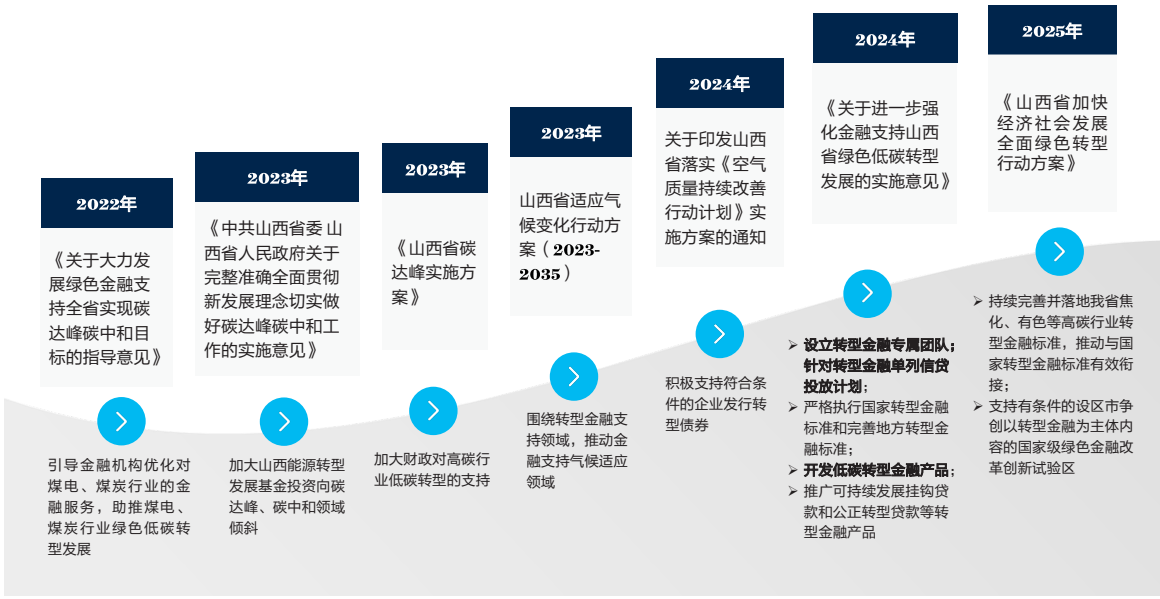 2022年
《关于大力发
展绿色金融支
持全省实现碳
达峰碳中和目
标的指导意见》
引导金融机构优化对
煤电、煤炭行业的金
融服务，助推煤电、
煤炭行业绿色低碳转
型发展
2023年
《中共山西省委 山
西省人民政府关于
完整准确全面贯彻
新发展理念切实做
好碳达峰碳中和工
作的实施意见》
加大山西能源转型
发展基金投资向碳
达峰、碳中和领域
倾斜
2023年
《山西省碳
达峰实施方
案》
加大财政对高碳行
业低碳转型的支持
2023年
山西省适应气
候变化行动方
案（2023-
2035）
围绕转型金融支
持领域，推动金
融支持气候适应
领域
2024年
关于印发山西
省落实《空气
质量持续改善
行动计划》实
施方案的通知
积极支持符合条
件的企业发行转
型债券
2024年
《关于进一步强
化金融支持山西
省绿色低碳转型
发展的实施意见》
➢ 设立转型金融专属团队；
针对转型金融单列信贷
投放计划；
➢ 严格执行国家转型金融
标准和完善地方转型金
融标准；
➢ 开发低碳转型金融产品；
➢ 推广可持续发展挂钩贷
款和公正转型贷款等转
型金融产品
2025年
《山西省加快
经济社会发展
全面绿色转型
行动方案》
➢ 持续完善并落地我省焦
化、有色等高碳行业转
型金融标准，推动与国
家转型金融标准有效衔
接；
➢ 支持有条件的设区市争
创以转型金融为主体内
容的国家级绿色金融改
革创新试验区